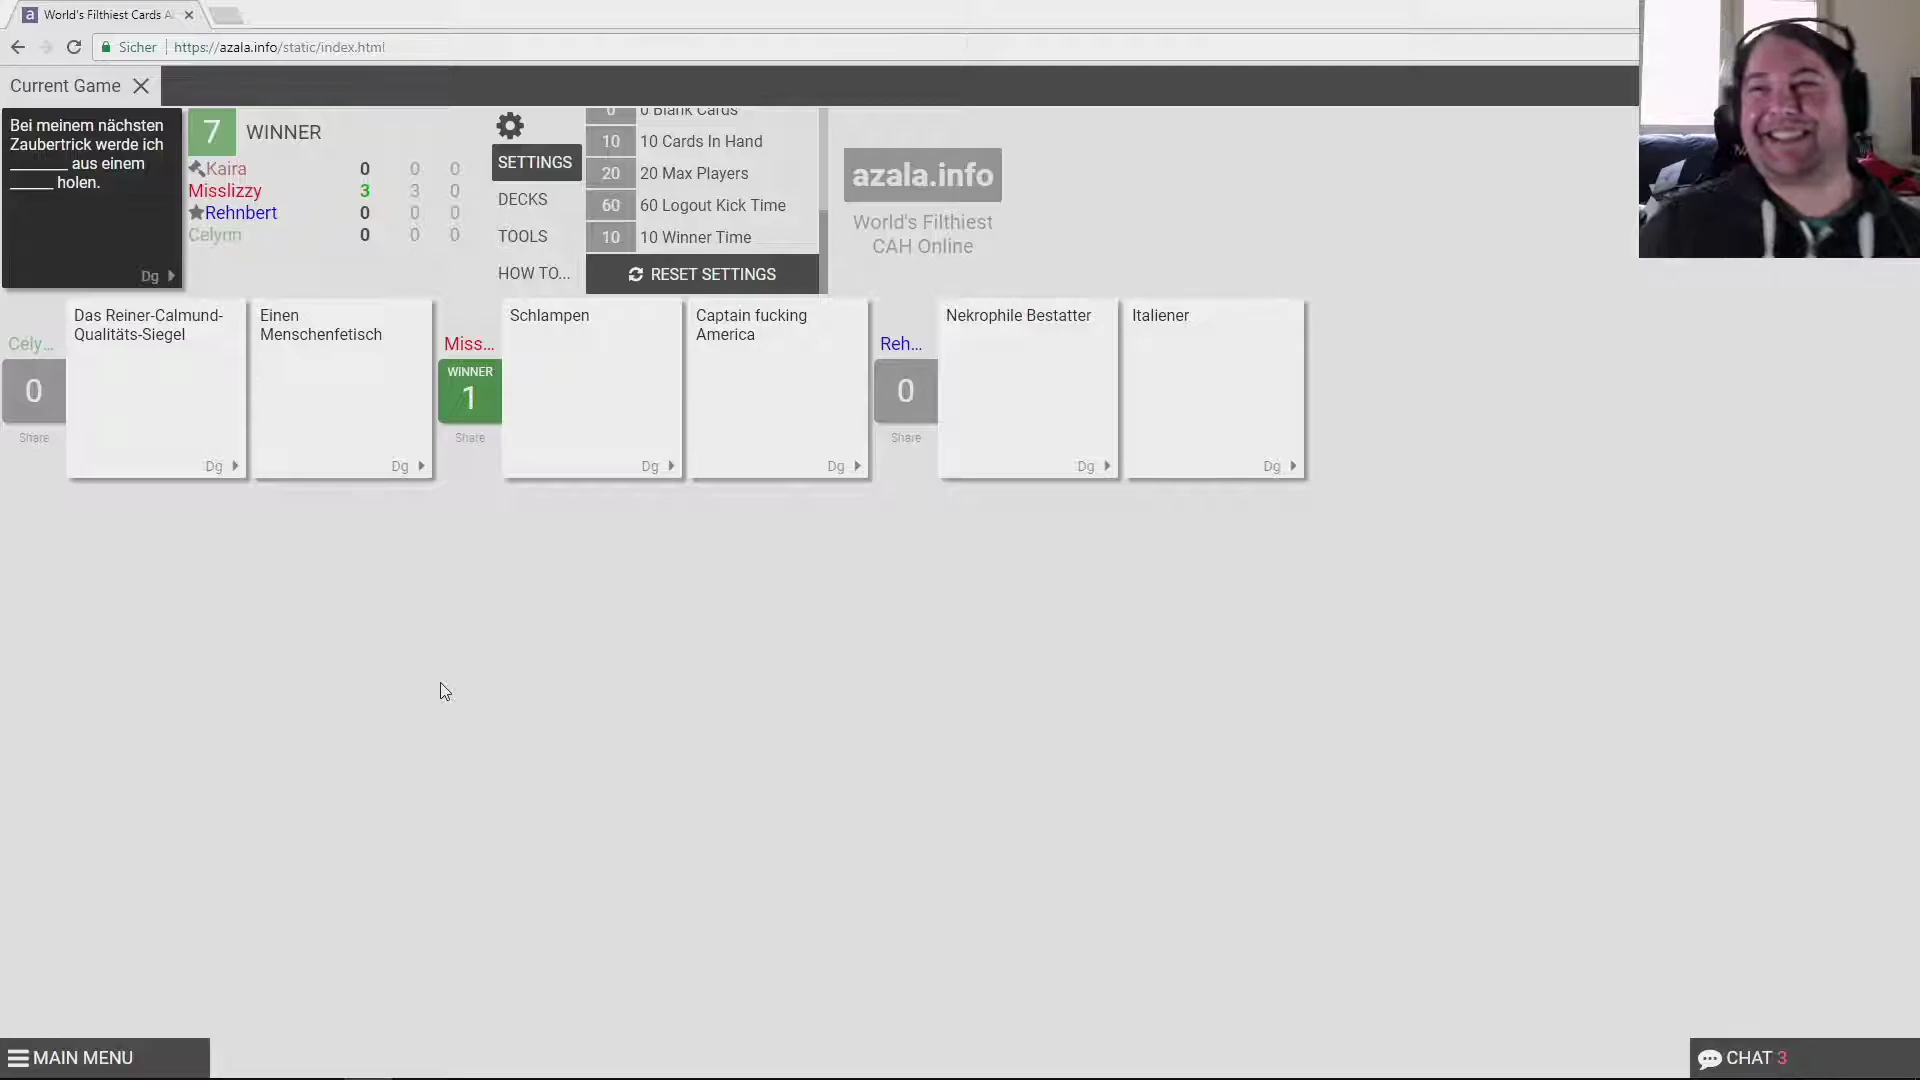 World's Filthiest Cards A
Sicher
https://azala.info/static/index.html
Current Game
Bei meinem nächsten
Zaubertrick werde ich
_______ aus einem
_____ holen.
Dg
7 WINNER
Kaira 0 0 0
Misslizzy 3 3 0
Rehnbert 0 0 0
Celyrm 0 0 0
SETTINGS
DECKS
TOOLS
HOW TO...
0 0 Blank Cards
10 10 Cards In Hand
20 20 Max Players
60 60 Logout Kick Time
10 10 Winner Time
RESET SETTINGS
azala.info
World's Filthiest
CAH Online
Cely...
0
Share
Das Reiner-Calmund-
Qualitäts-Siegel
Dg
Einen
Menschenfetisch
Dg
Miss...
WINNER
1
Share
Schlampen
Dg
Captain fucking
America
Dg
Reh...
0
Share
Nekrophile Bestatter
Dg
Italiener
Dg
MAIN MENU
CHAT 3